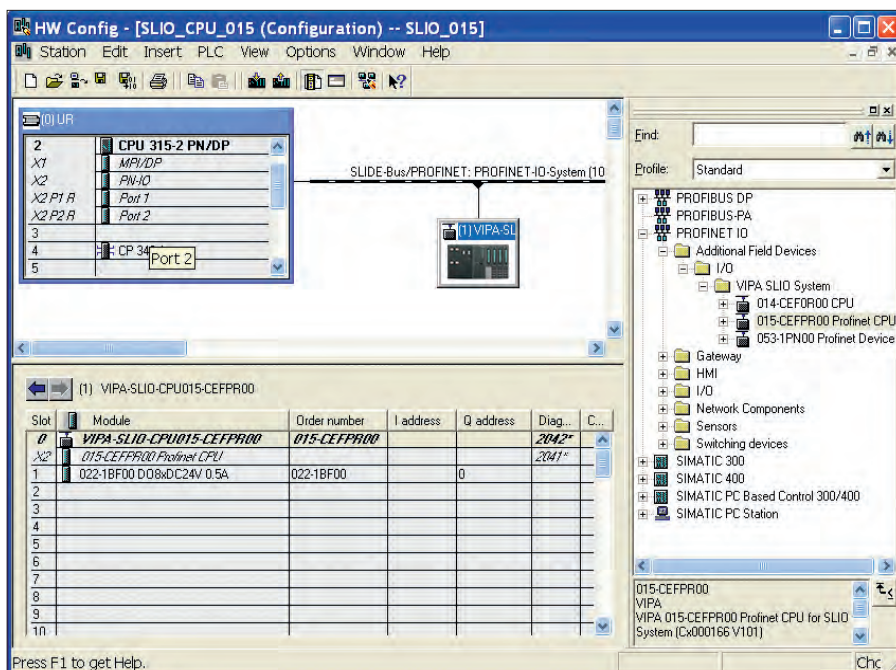 HW Config - [SLIO_CPU_015 (Configuration) -- SLIO_015]
Station Edit Insert PLC View Options Window Help
(0) UR
2 CPU 315-2 PN/DP
X1 MPI/DP
X2 PN-IO
X2 P1 R Port 1
X2 P2 R Port 2
3
4 CP 34
5
Port 2
SLIDE-Bus/PROFINET: PROFINET-IO-System (10
(1) VIPA-SL
Find:
Profile: Standard
PROFIBUS DP
PROFIBUS-PA
PROFINET IO
Additional Field Devices
I/O
VIPA SLIO System
014-CEF0R00 CPU
015-CEFPR00 Profinet CPU
053-1PN00 Profinet Device
Gateway
HMI
I/O
Network Components
Sensors
Switching devices
SIMATIC 300
SIMATIC 400
SIMATIC PC Based Control 300/400
SIMATIC PC Station
(1) VIPA-SLIO-CPU015-CEFPR00
Slot Module Order number I address Q address Diag... C...
0 VIPA-SLIO-CPU015-CEFPR00 015-CEFPR00 2042*
X2 015-CEFPR00 Profinet CPU 2041*
1 022-1BF00 DO8xDC24V 0.5A 022-1BF00 0
2
3
4
5
6
7
8
9
10
015-CEFPR00
VIPA
VIPA 015-CEFPR00 Profinet CPU for SLIO
System (Cx000166 V101)
Press F1 to get Help.
Chc